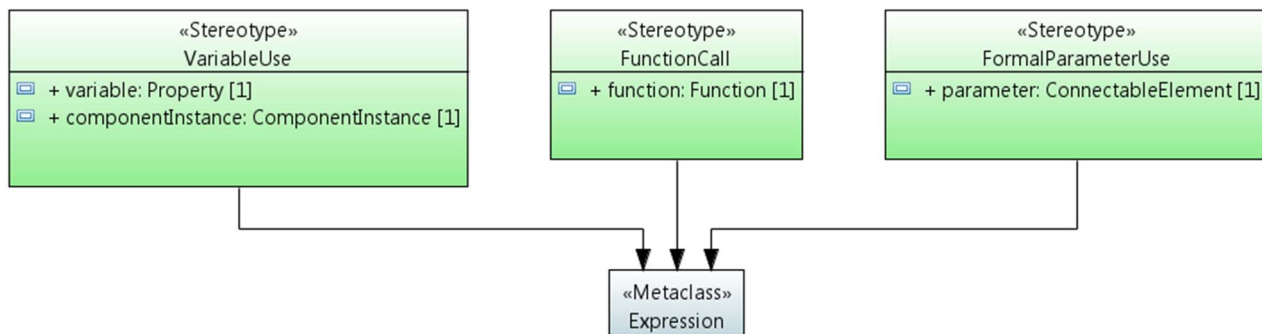 «Stereotype»
VariableUse
+ variable: Property [1]
+ componentInstance: ComponentInstance [1]
«Stereotype»
FunctionCall
+ function: Function [1]
«Stereotype»
FormalParameterUse
+ parameter: ConnectableElement [1]
«Metaclass»
Expression